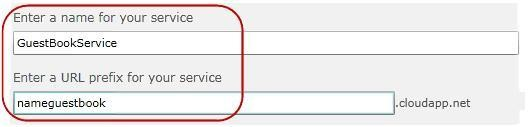 Enter a name for your service
GuestBookService
Enter a URL prefix for your service
nameguestbook .cloudapp.net